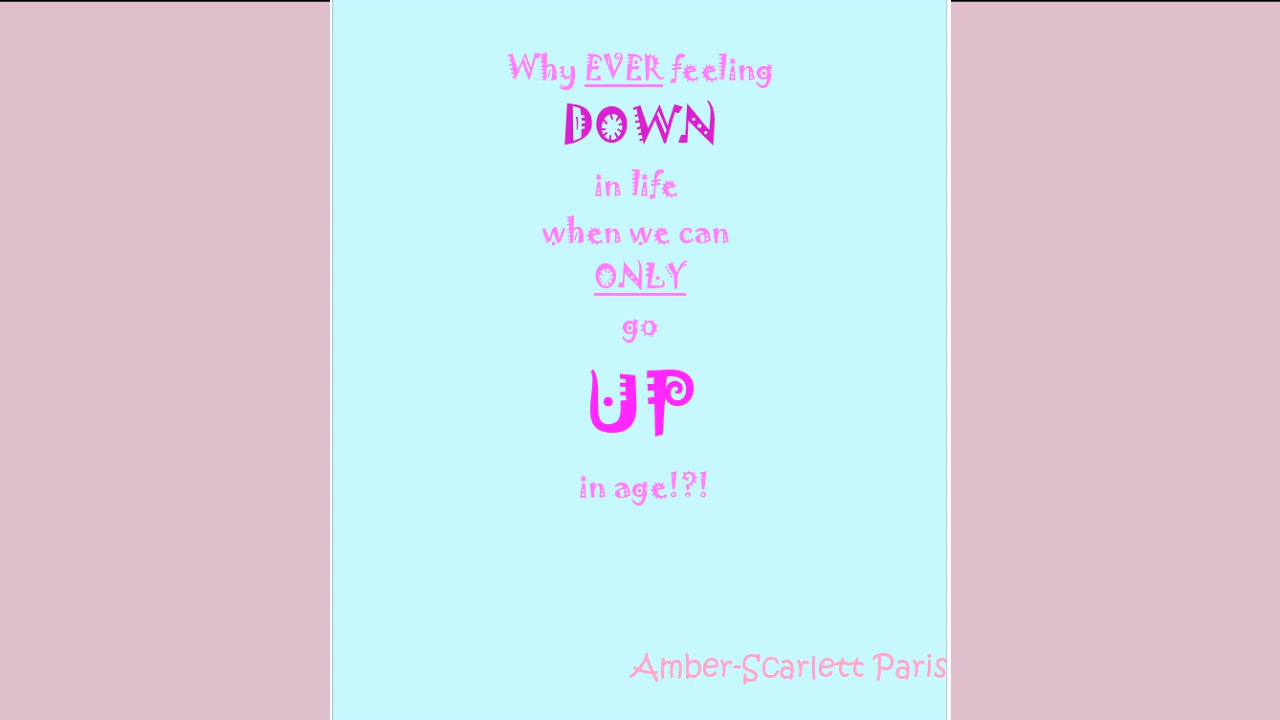 Why EVER feeling
DOWN
in life
when we can
ONLY
go
UP
in age!?!
Amber-Scarlett Paris